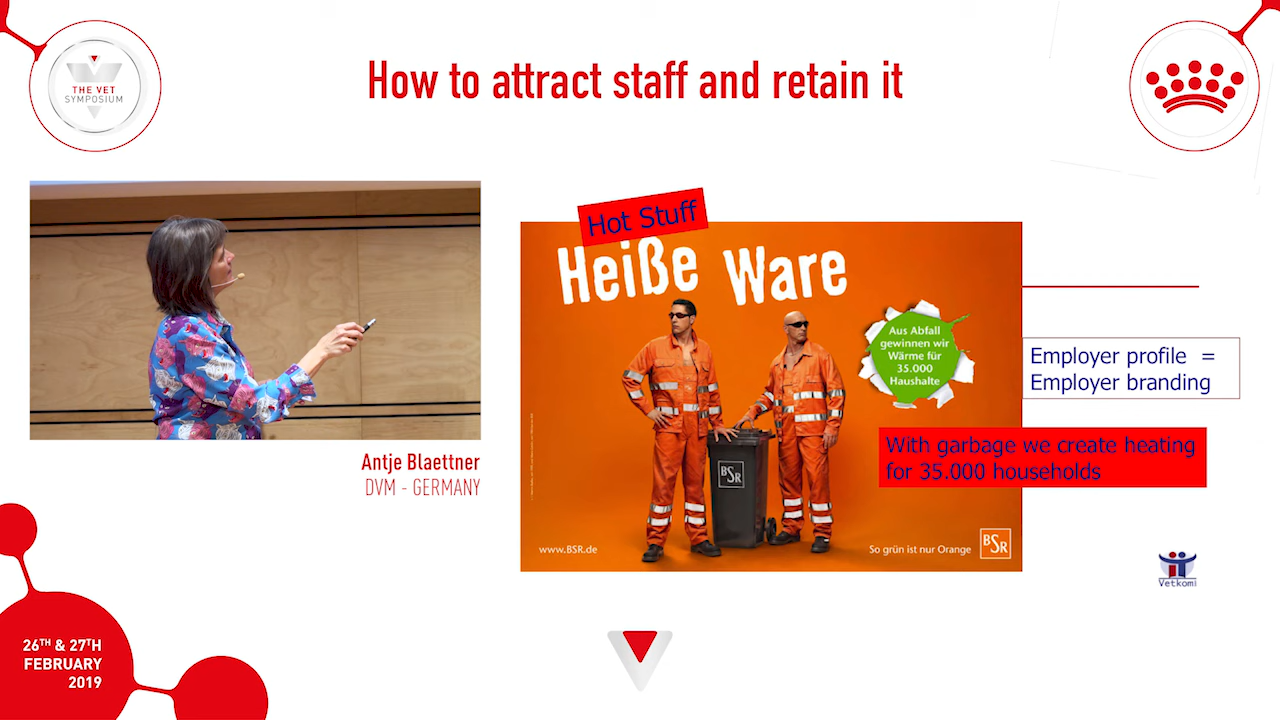 THE VET
SYMPOSIUM
How to attract staff and retain it
Hot Stuff
Heiße Ware
Aus Abfall
gewinnen wir
Wärme für
35.000
Haushalte
Employer profile =
Employer branding
With garbage we create heating
for 35.000 households
Antje Blaettner
DVM - GERMANY
BSR
www.BSR.de
So grün ist nur Orange
BSR
Vetkomi
26TH & 27TH
FEBRUARY
2019